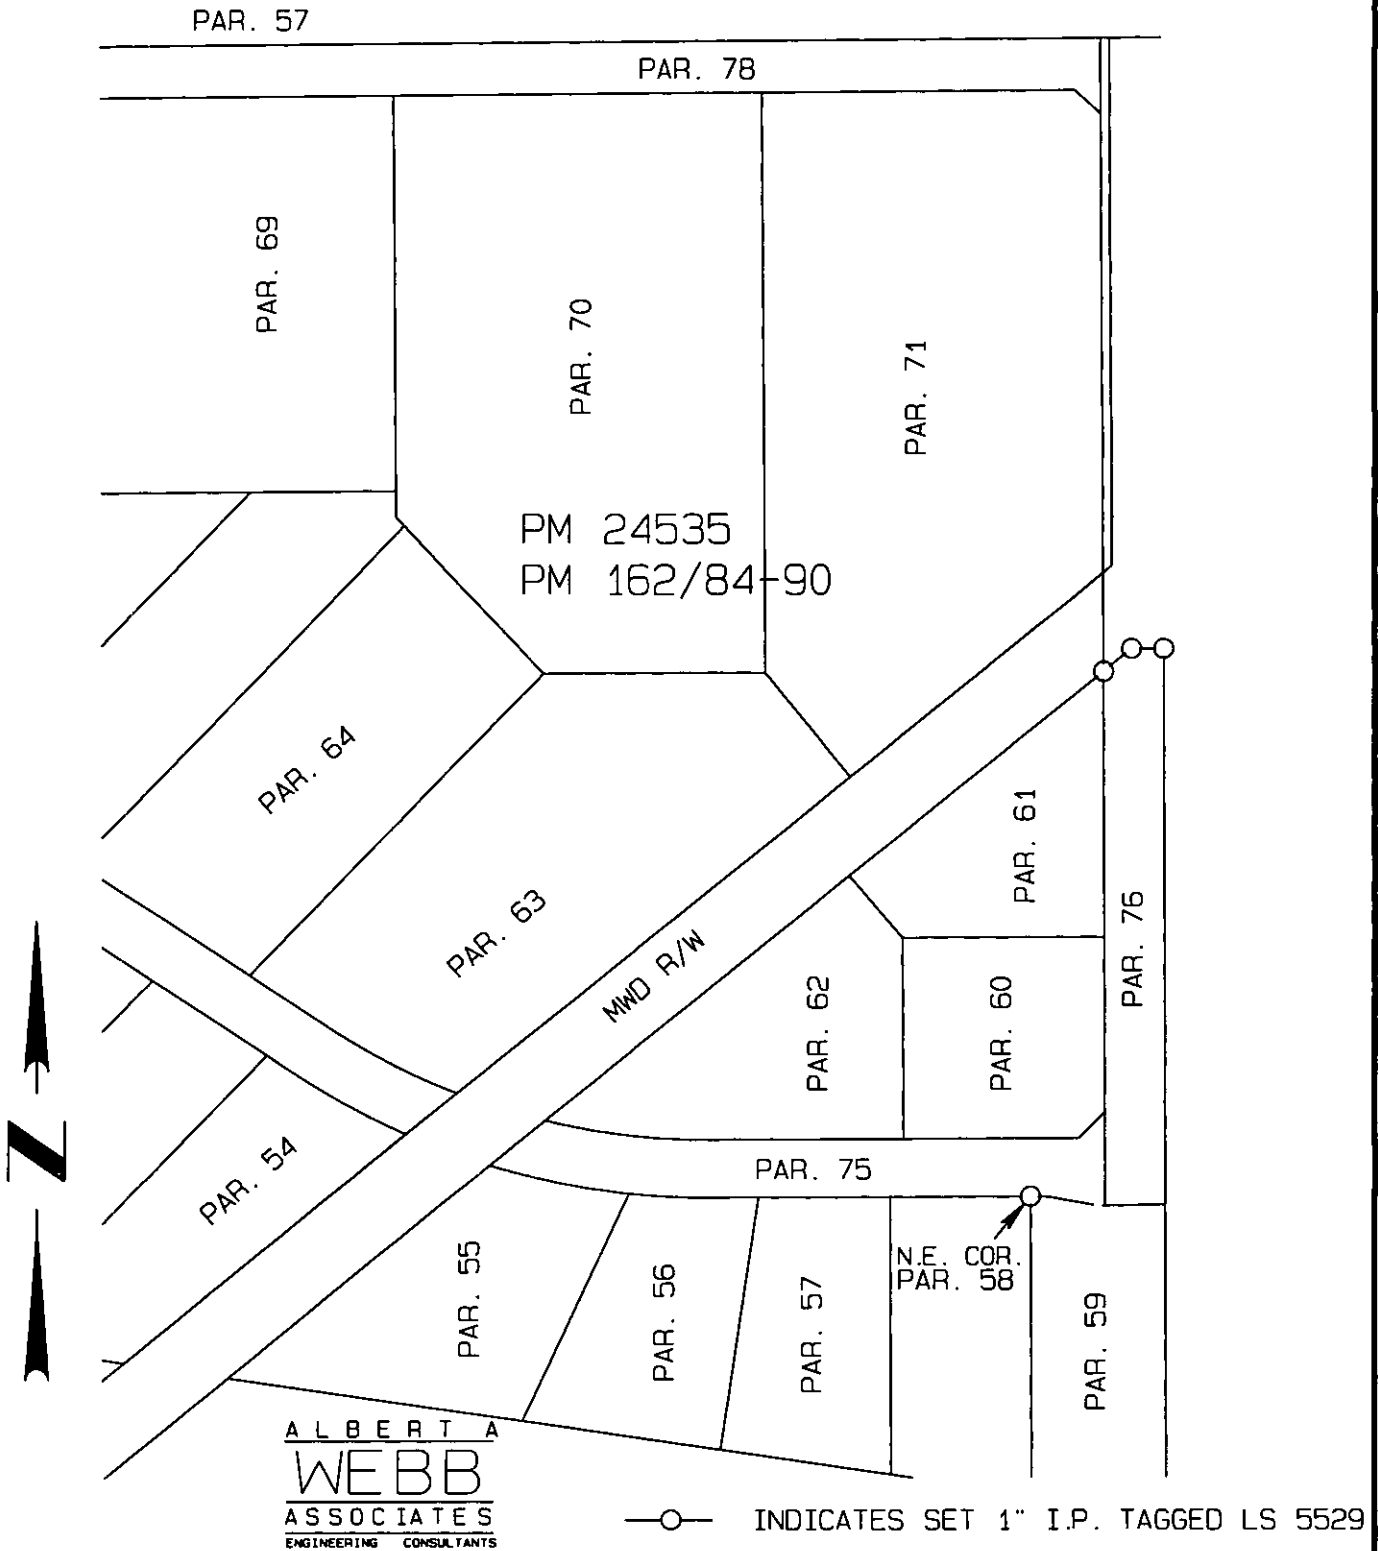 PAR. 57
PAR. 78
PAR. 69
PAR. 70
PAR. 71
PM 24535
PM 162/84-90
PAR. 64
PAR. 61
PAR. 63
PAR. 76
MWD R/W
PAR. 62
PAR. 60
N
PAR. 54
PAR. 75
PAR. 55
PAR. 56
PAR. 57
N.E. COR.
PAR. 58
PAR. 59
ALBERT A
WEBB
ASSOCIATES
ENGINEERING CONSULTANTS
INDICATES SET 1" I.P. TAGGED LS 5529